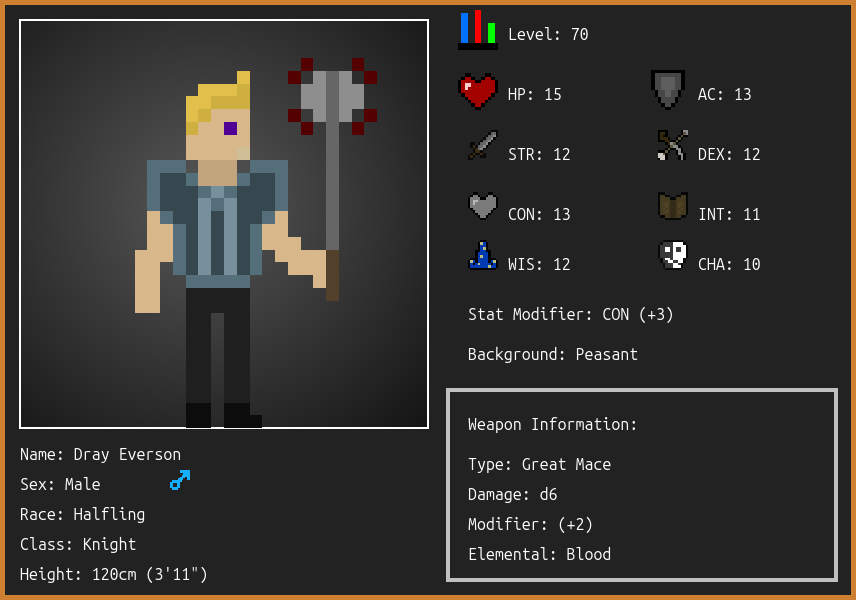 Level: 70
HP: 15
AC: 13
STR: 12
DEX: 12
CON: 13
INT: 11
WIS: 12
CHA: 10
Stat Modifier: CON (+3)
Background: Peasant
Weapon Information:
Type: Great Mace
Damage: d6
Modifier: (+2)
Elemental: Blood
Name: Dray Everson
Sex: Male
Race: Halfling
Class: Knight
Height: 120cm (3'11")